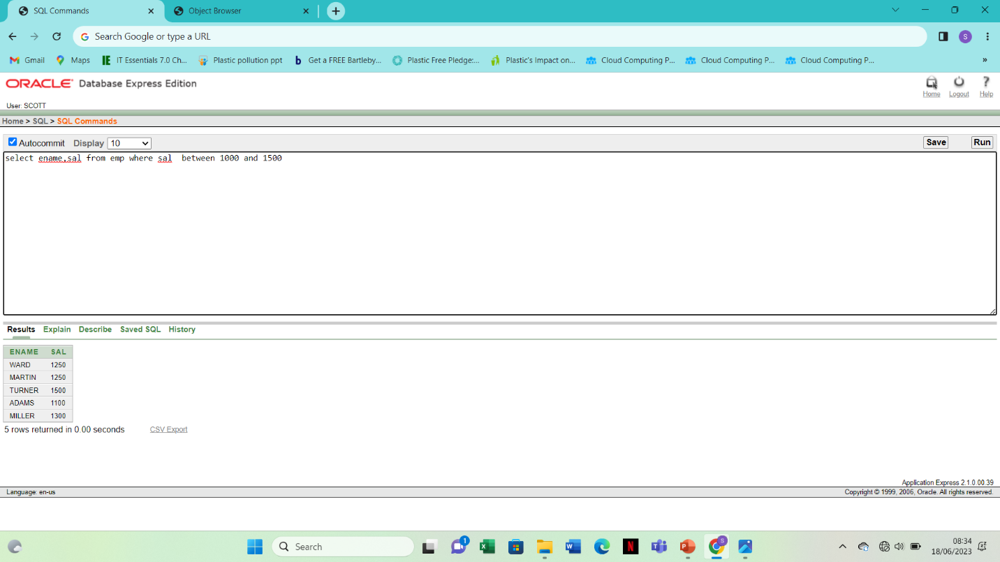 SQL Commands
Object Browser
Search Google or type a URL
S
Gmail
Maps
IT Essentials 7.0 Ch...
Plastic pollution ppt
Get a FREE Bartleby...
Plastic Free Pledge:...
Plastic's Impact on...
Cloud Computing P...
Cloud Computing P...
Cloud Computing P...
ORACLE Database Express Edition
Home Logout Help
User: SCOTT
Home > SQL > SQL Commands
Autocommit Display 10 Save Run
select ename,sal from emp where sal  between 1000 and 1500
Results Explain Describe Saved SQL History
ENAME SAL
WARD 1250
MARTIN 1250
TURNER 1500
ADAMS 1100
MILLER 1300
5 rows returned in 0.00 seconds CSV Export
Application Express 2.1.0.00.39
Language: en-us Copyright © 1999, 2006, Oracle. All rights reserved.
Search
1
S
08:34
18/06/2023